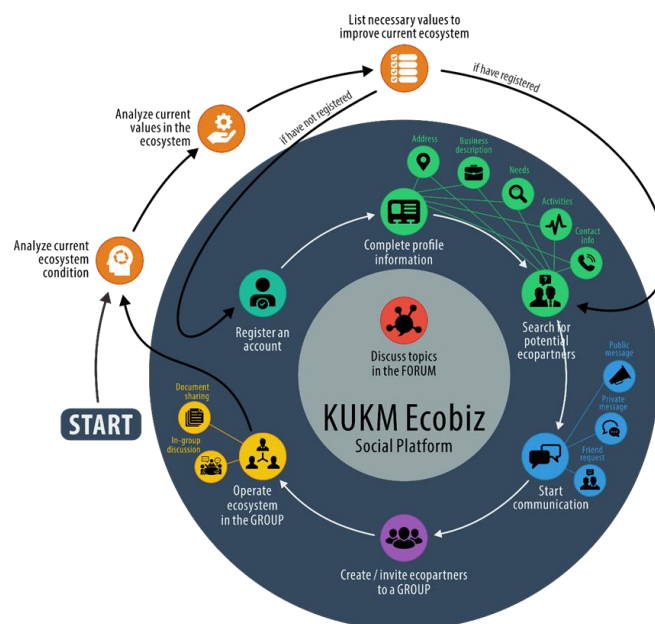 List necessary values to
improve current ecosystem
if have registered
if have not registered
Analyze current
values in the
ecosystem
Analyze current
ecosystem
condition
START
Address
Business
description
Needs
Activities
Contact
info
Complete profile
information
Register an
account
Search for
potential
ecopartners
Discuss topics
in the FORUM
KUKM Ecobiz
Social Platform
Public
message
Private
message
Friend
request
Start
communication
Document
sharing
In-group
discussion
Operate
ecosystem
in the GROUP
Create / invite ecopartners
to a GROUP